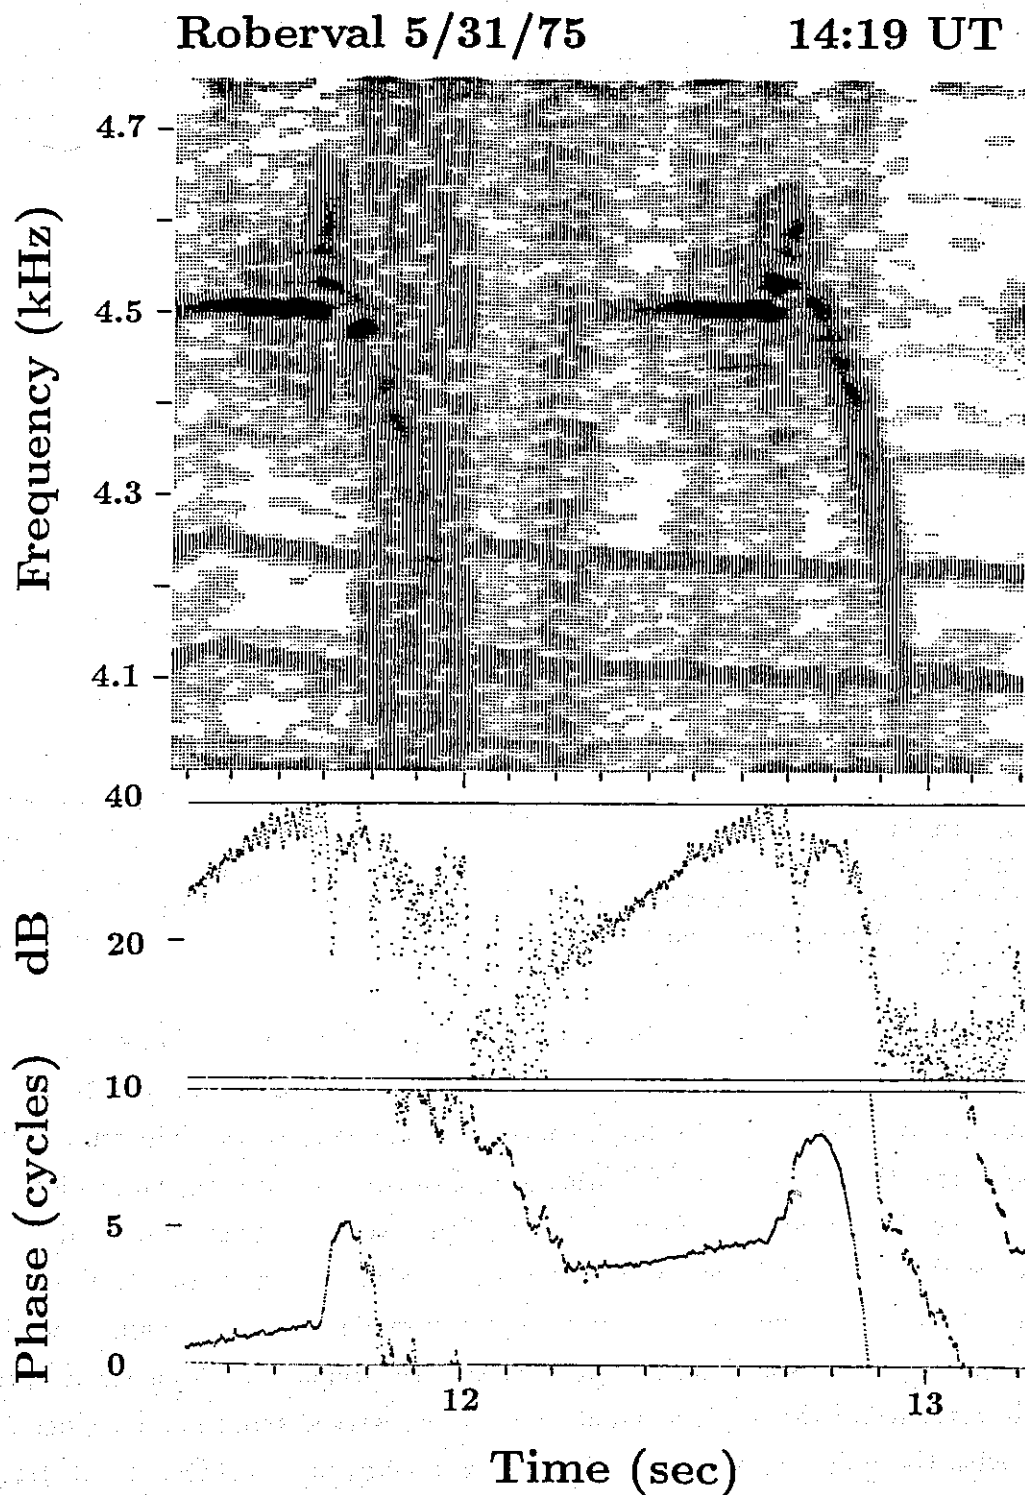 Roberval 5/31/75 14:19 UT
4.7
4.5
4.3
4.1
Frequency (kHz)
40
20
dB
10
5
0
Phase (cycles)
12 13
Time (sec)